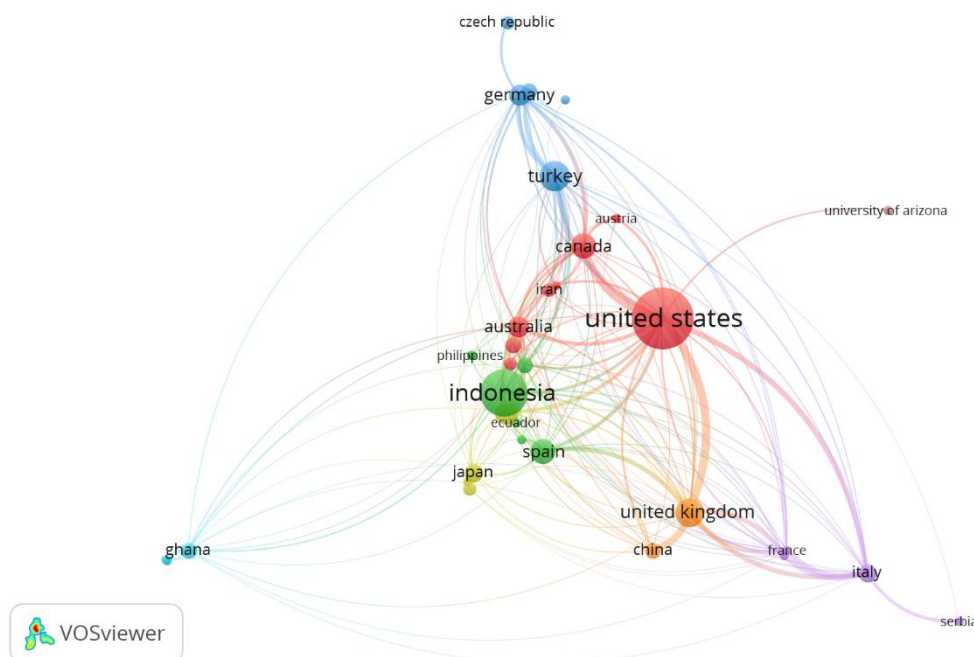 czech republic
germany
turkey
university of arizona
austria
canada
iran
united states
australia
philippines
indonesia
ecuador
spain
japan
united kingdom
ghana
china
france
italy
serbia
VOSviewer